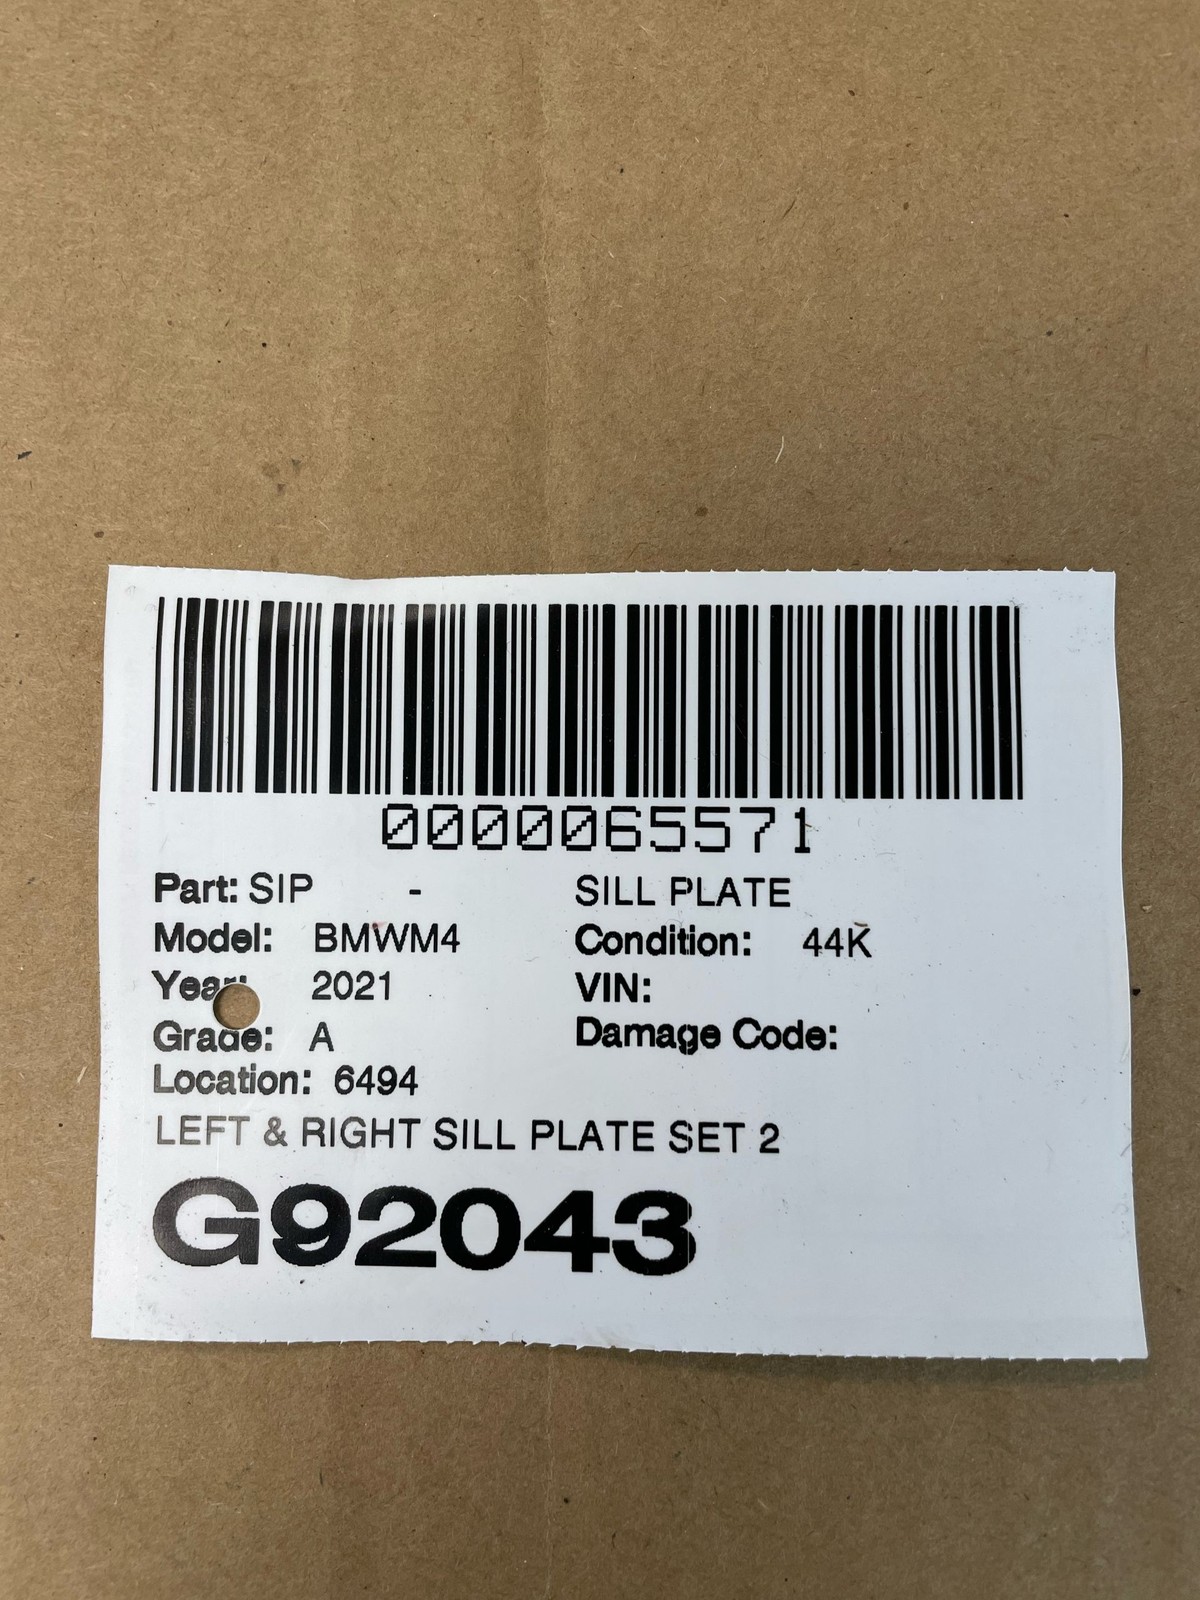 0000065571
Part: SIP - SILL PLATE
Model: BMWM4 Condition: 44K
Year: 2021 VIN:
Grade: A Damage Code:
Location: 6494
LEFT & RIGHT SILL PLATE SET 2
G92043